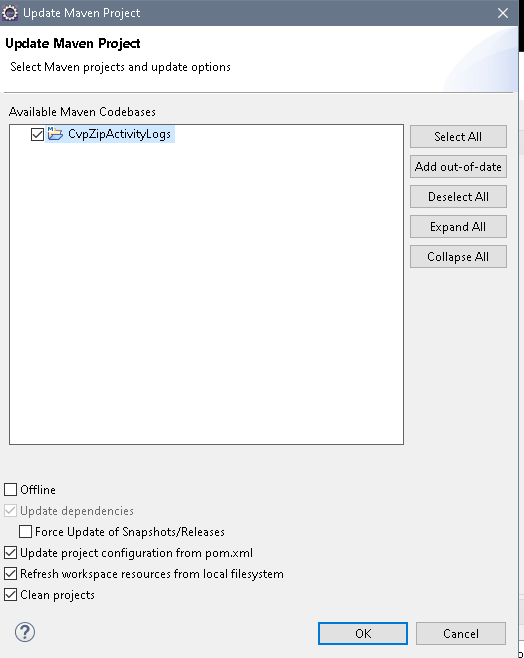 Update Maven Project
Update Maven Project
Select Maven projects and update options
Available Maven Codebases
CvpZipActivityLogs
Select All
Add out-of-date
Deselect All
Expand All
Collapse All
Offline
Update dependencies
Force Update of Snapshots/Releases
Update project configuration from pom.xml
Refresh workspace resources from local filesystem
Clean projects
?
OK
Cancel